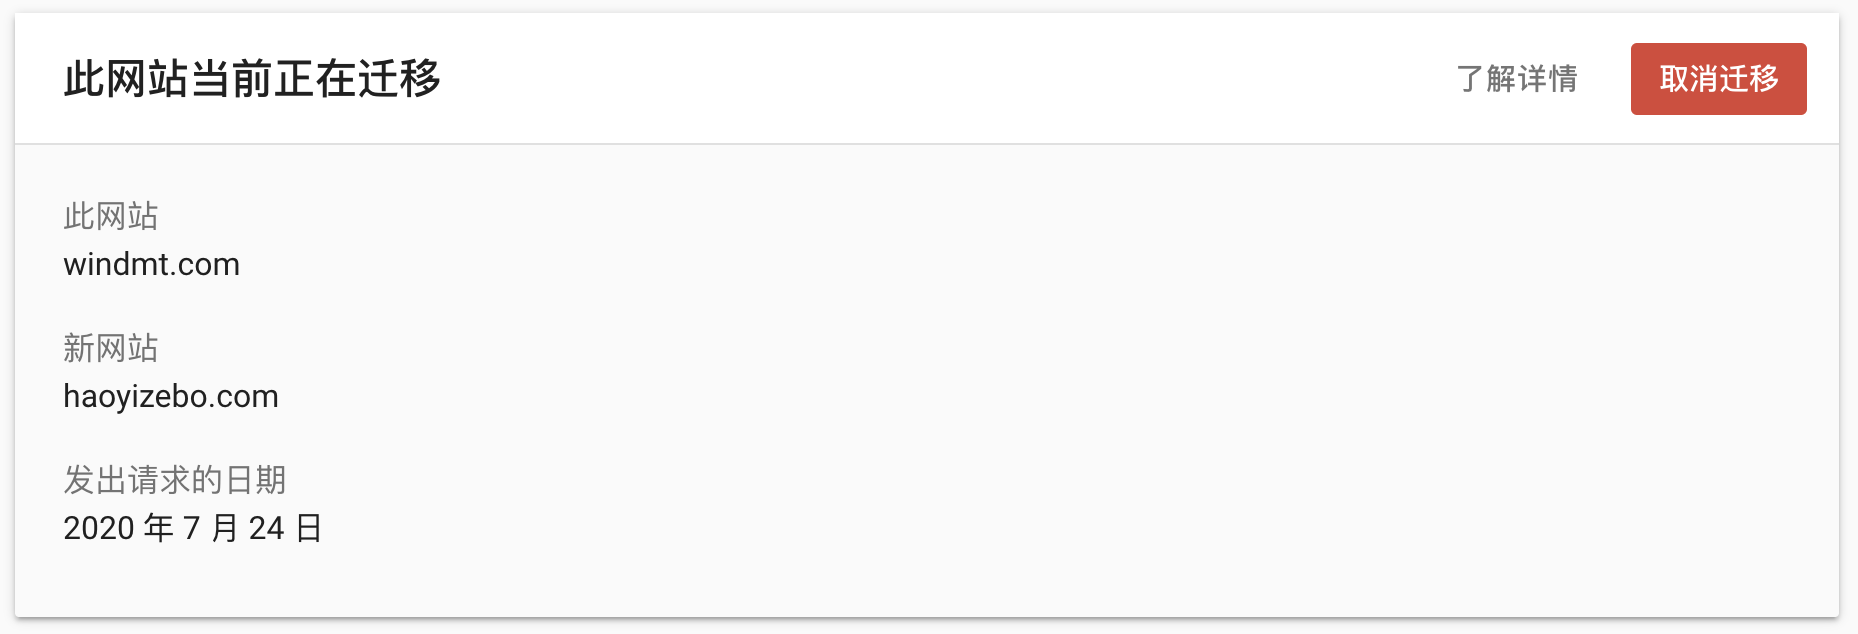 此网站当前正在迁移
了解详情
取消迁移
此网站
windmt.com
新网站
haoyizebo.com
发出请求的日期
2020 年 7 月 24 日